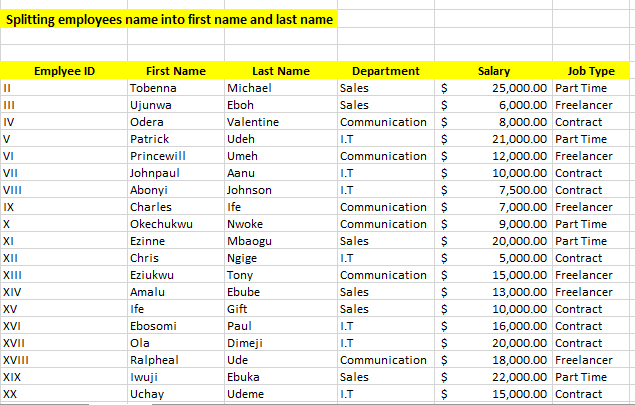 Splitting employees name into first name and last name
Emplyee ID First Name Last Name Department Salary Job Type
II Tobenna Michael Sales $ 25,000.00 Part Time
III Ujunwa Eboh Sales $ 6,000.00 Freelancer
IV Odera Valentine Communication $ 8,000.00 Contract
V Patrick Udeh I.T $ 21,000.00 Part Time
VI Princewill Umeh Communication $ 12,000.00 Freelancer
VII Johnpaul Aanu I.T $ 10,000.00 Contract
VIII Abonyi Johnson I.T $ 7,500.00 Contract
IX Charles Ife Communication $ 7,000.00 Freelancer
X Okechukwu Nwoke Communication $ 9,000.00 Part Time
XI Ezinne Mbaogu Sales $ 20,000.00 Part Time
XII Chris Ngige I.T $ 5,000.00 Contract
XIII Eziukwu Tony Communication $ 15,000.00 Freelancer
XIV Amalu Ebube Sales $ 13,000.00 Freelancer
XV Ife Gift Sales $ 10,000.00 Contract
XVI Ebosomi Paul I.T $ 16,000.00 Contract
XVII Ola Dimeji I.T $ 20,000.00 Contract
XVIII Ralpheal Ude Communication $ 18,000.00 Freelancer
XIX Iwuji Ebuka Sales $ 22,000.00 Part Time
XX Uchay Udeme I.T $ 15,000.00 Contract